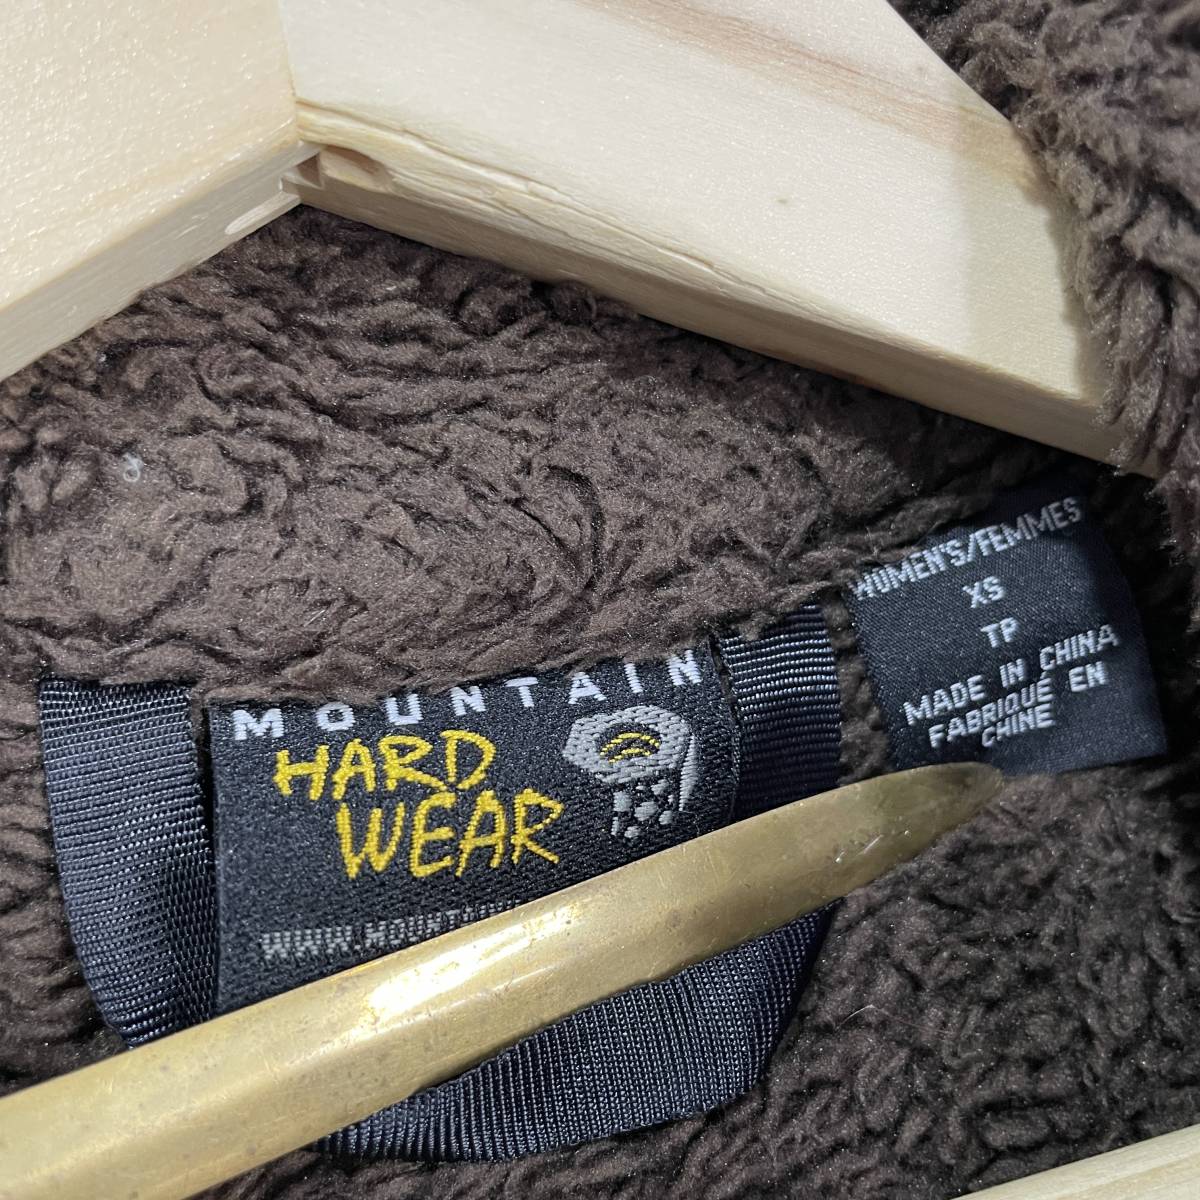 MOUNTAIN
HARD
WEAR
WOMEN'S/FEMMES
XS
TP
MADE IN CHINA
FABRIQUÉ EN
CHINE